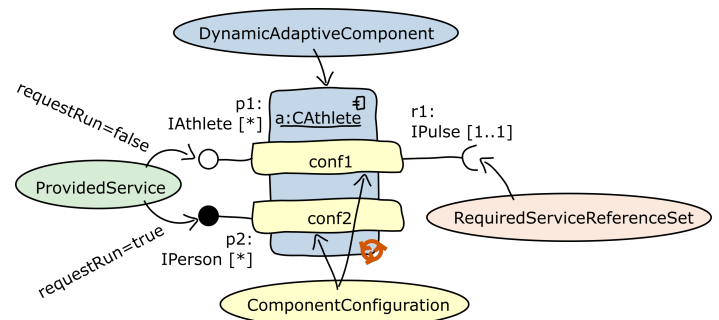 DynamicAdaptiveComponent
requestRun=false
p1:
IAthlete [*]
a:CAthlete
r1:
IPulse [1..1]
conf1
ProvidedService
conf2
RequiredServiceReferenceSet
requestRun=true
p2:
IPerson [*]
ComponentConfiguration